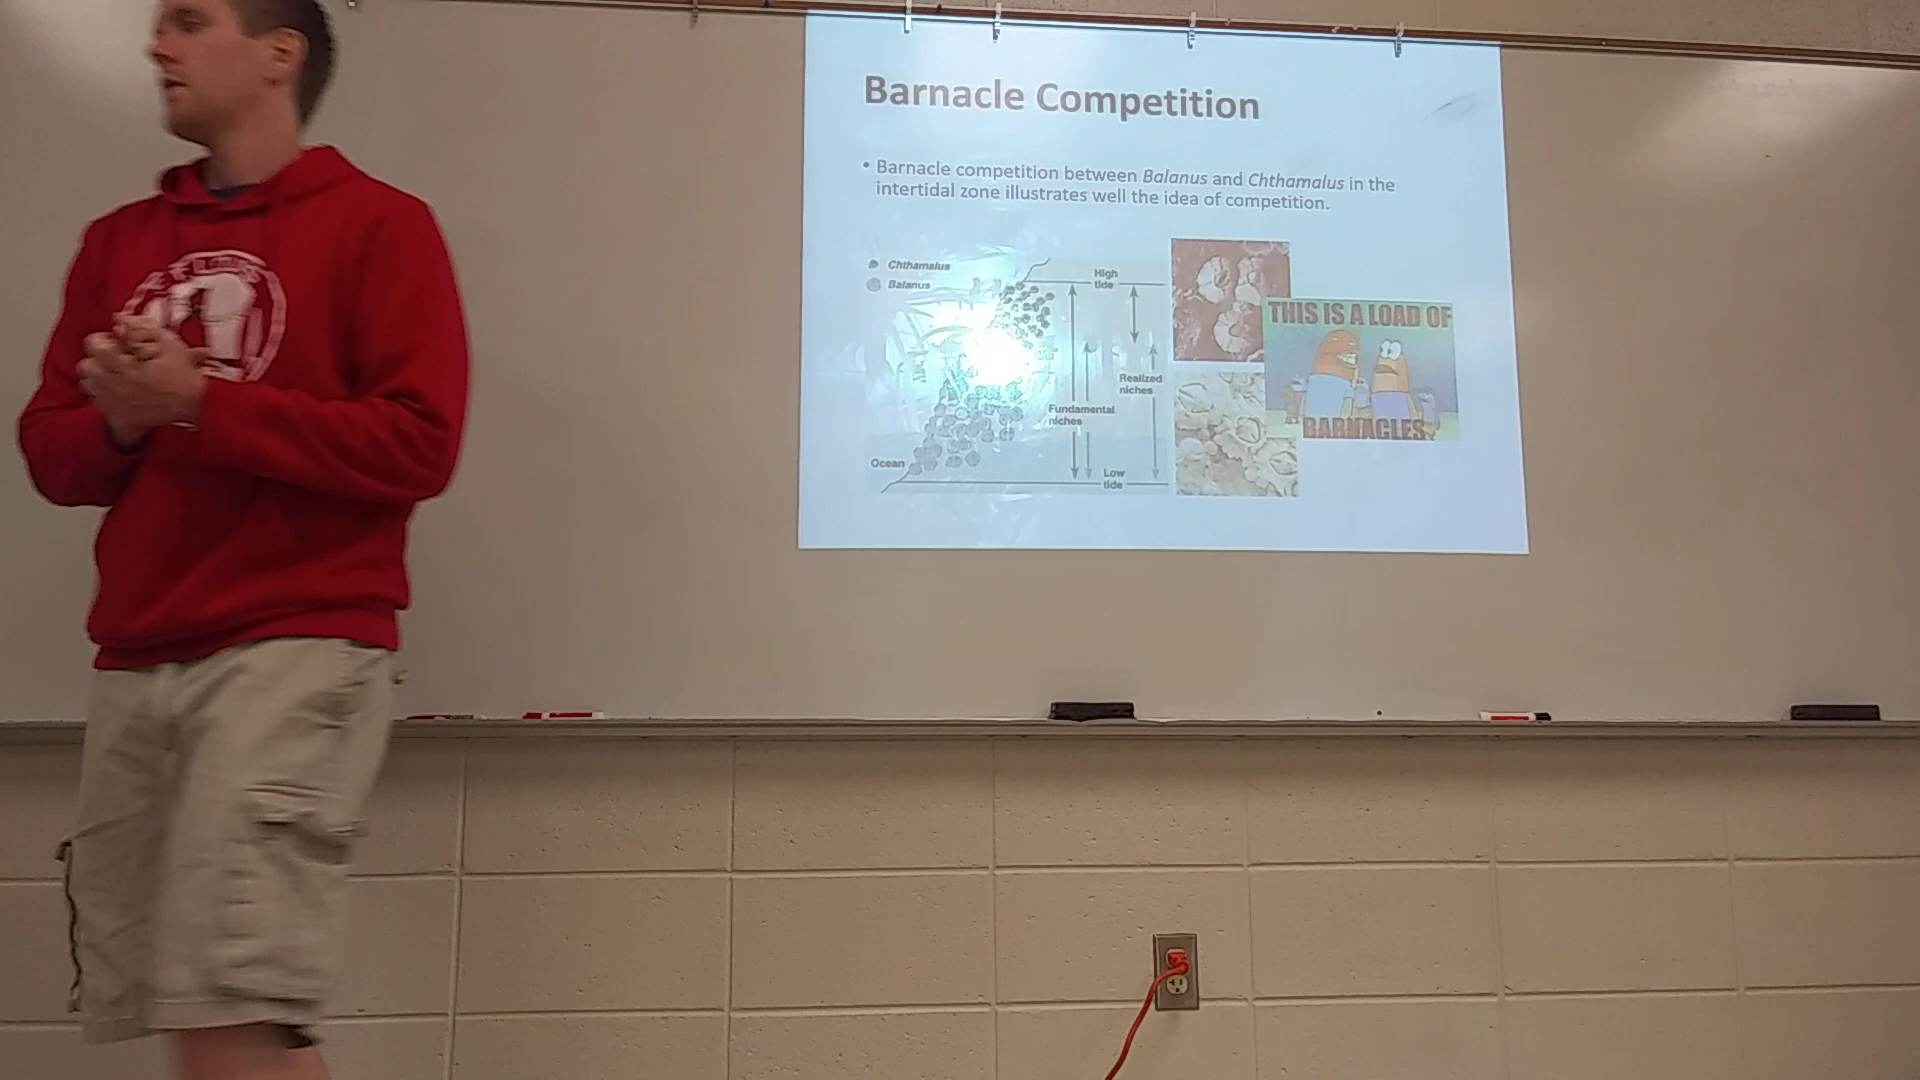 Barnacle Competition
• Barnacle competition between Balanus and Chthamalus in the
intertidal zone illustrates well the idea of competition.
Chthamalus
Balanus
High
tide
Realized
niches
Fundamental
niches
Ocean
Low
tide
THIS IS A LOAD OF
BARNACLES